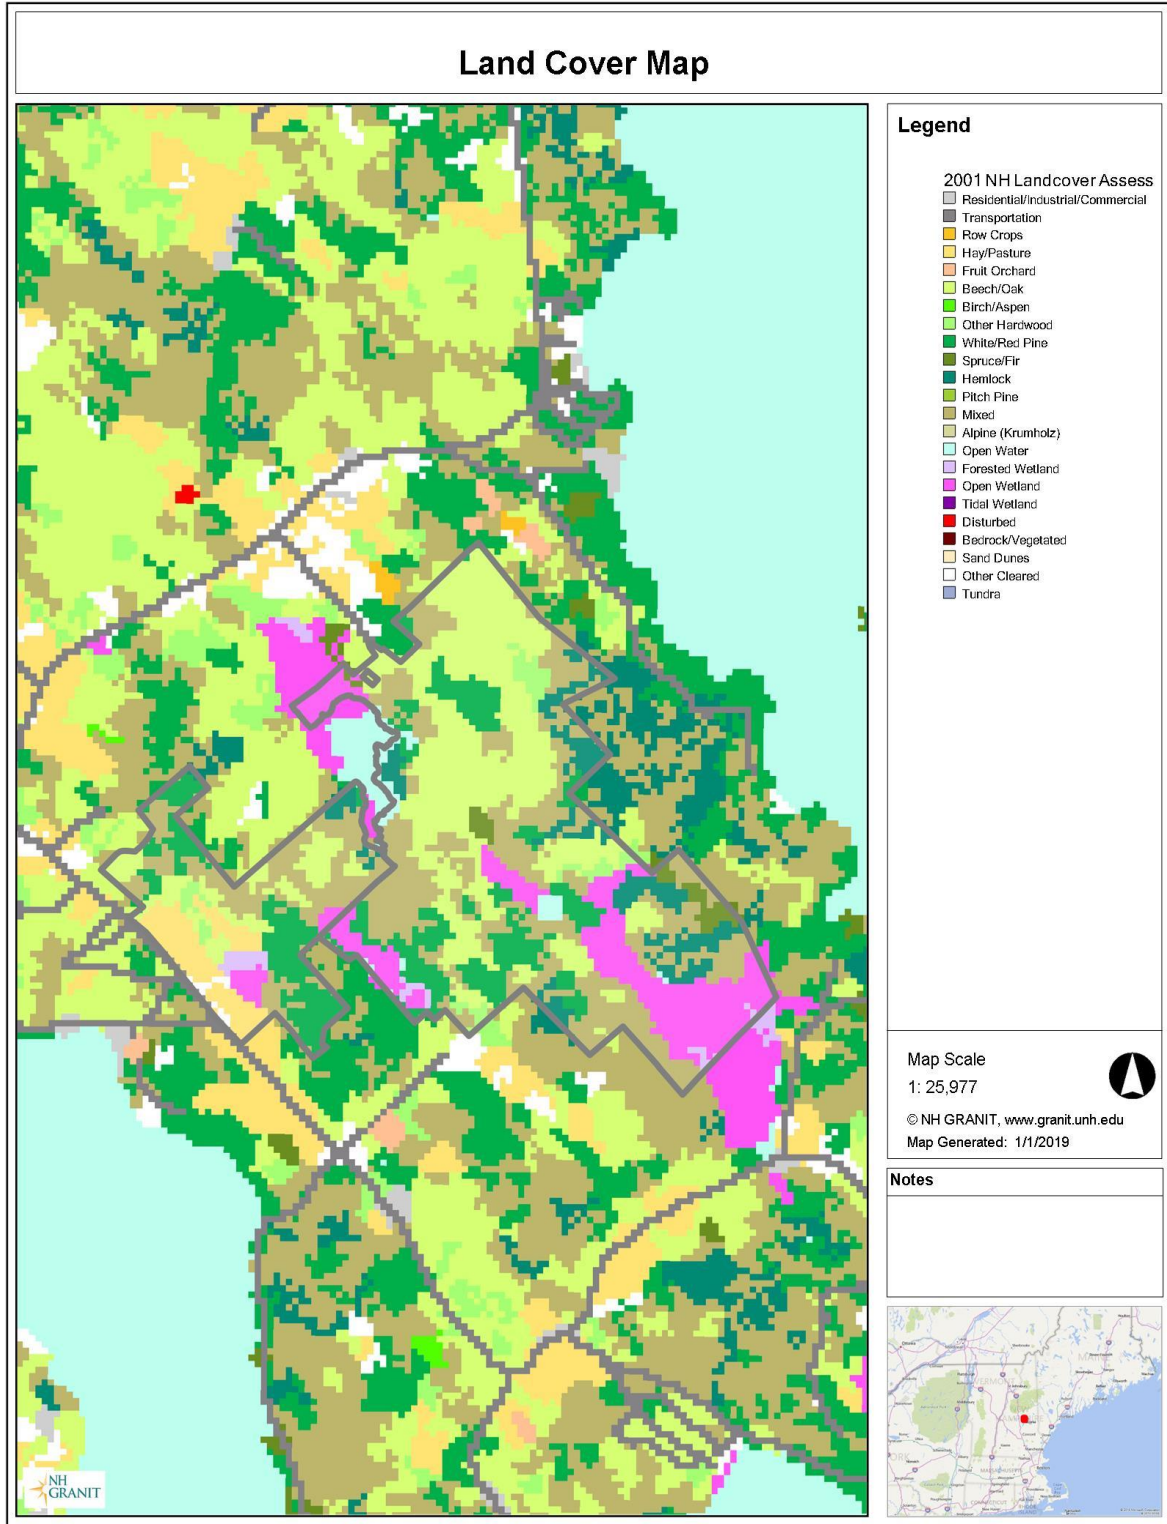 Land Cover Map
Legend
2001 NH Landcover Assess
Residential/Industrial/Commercial
Transportation
Row Crops
Hay/Pasture
Fruit Orchard
Beech/Oak
Birch/Aspen
Other Hardwood
White/Red Pine
Spruce/Fir
Hemlock
Pitch Pine
Mixed
Alpine (Krumholz)
Open Water
Forested Wetland
Open Wetland
Tidal Wetland
Disturbed
Bedrock/Vegetated
Sand Dunes
Other Cleared
Tundra
Map Scale
1: 25,977
© NH GRANIT, www.granit.unh.edu
Map Generated: 1/1/2019
Notes
NH
GRANIT